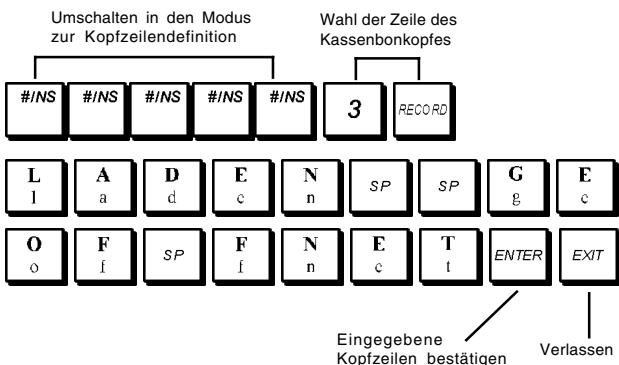 Umschalten in den Modus
zur Kopfzeilendefinition
Wahl der Zeile des
Kassenbonkopfes
#/NS #/NS #/NS #/NS #/NS 3 RECORD
L A D E N SP SP G E
l a d e n g e
O F SP F N E T ENTER EXIT
o f f n e t
Eingegebene
Kopfzeilen bestätigen
Verlassen